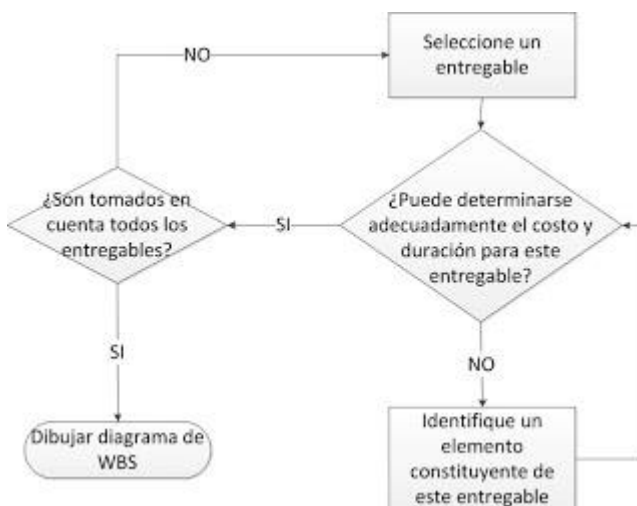 NO
Seleccione un
entregable
¿Son tomados en
cuenta todos los
entregables?
SI
¿Puede determinarse
adecuadamente el costo y
duración para este
entregable?
SI
NO
Dibujar diagrama de
WBS
Identifique un
elemento
constituyente de
este entregable